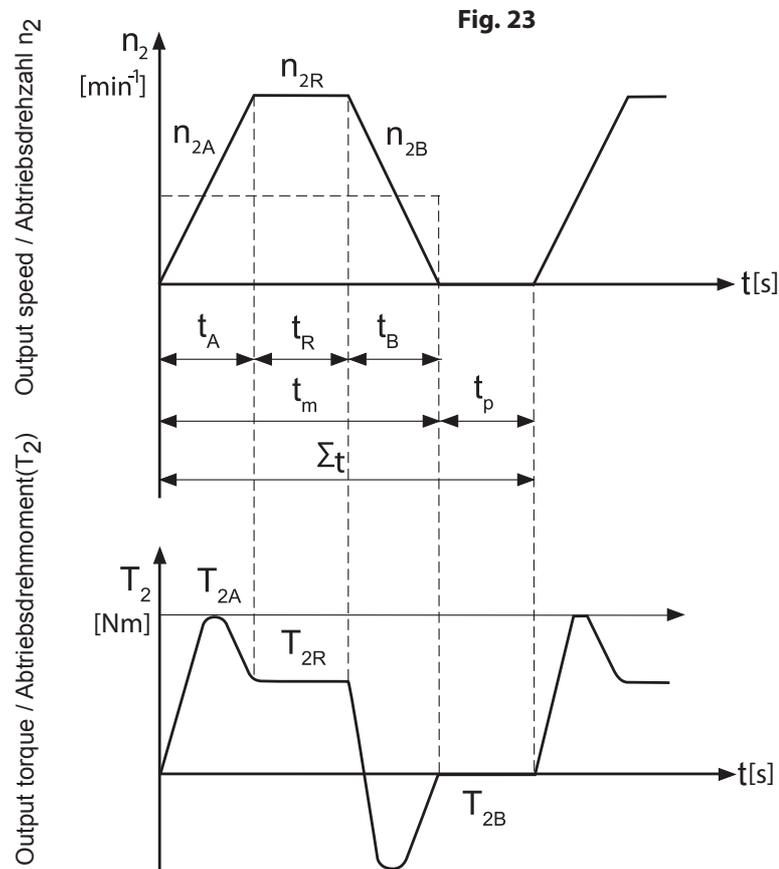 Fig. 23
Output speed / Abtriebsdrehzahl n₂
n₂
[min⁻¹]
n₂R
n₂A
n₂B
t[s]
tA
tR
tB
tm
tp
Σt
Output torque / Abtriebsdrehmoment(T₂)
T₂
[Nm]
T₂A
T₂R
T₂B
t[s]